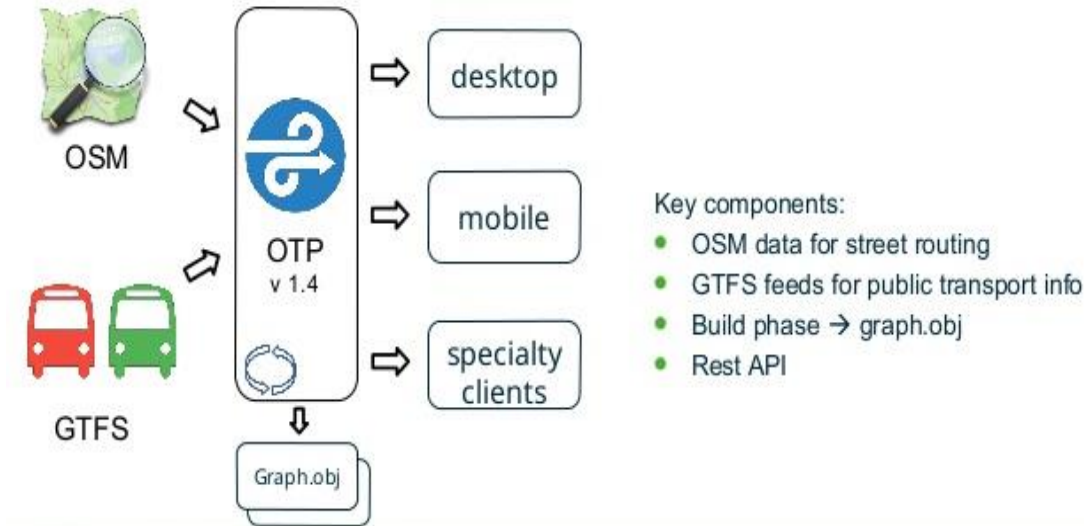 OSM
GTFS
OTP
v 1.4
Graph.obj
desktop
mobile
specialty
clients
Key components:
• OSM data for street routing
• GTFS feeds for public transport info
• Build phase → graph.obj
• Rest API